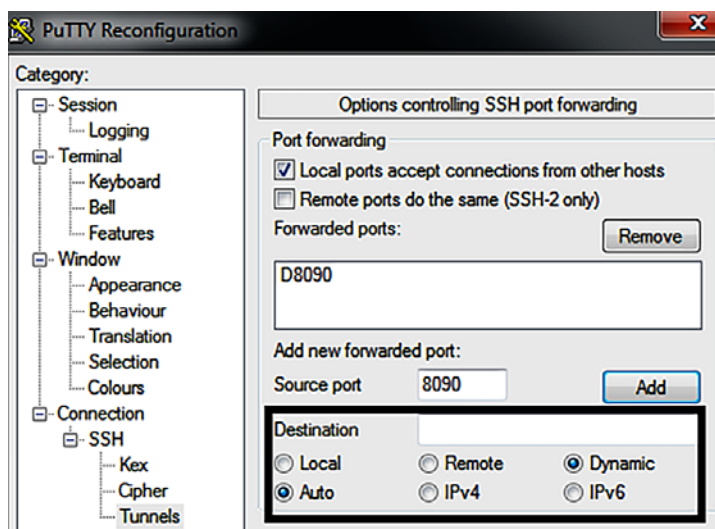 PuTTY Reconfiguration
Category:
Session
Logging
Terminal
Keyboard
Bell
Features
Window
Appearance
Behaviour
Translation
Selection
Colours
Connection
SSH
Kex
Cipher
Tunnels
Options controlling SSH port forwarding
Port forwarding
Local ports accept connections from other hosts
Remote ports do the same (SSH-2 only)
Forwarded ports:
Remove
D8090
Add new forwarded port:
Source port 8090 Add
Destination
Local Remote Dynamic
Auto IPv4 IPv6